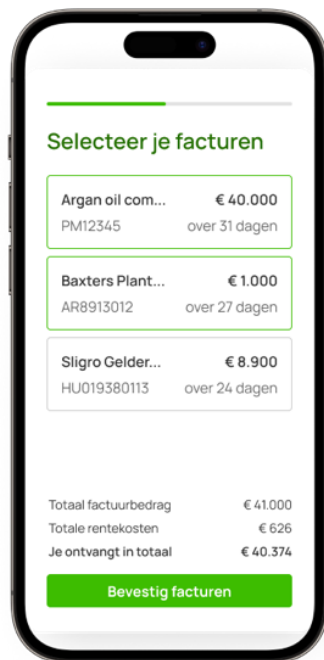 Selecteer je facturen
Argan oil com... € 40.000
PM12345 over 31 dagen
Baxters Plant... € 1.000
AR8913012 over 27 dagen
Sligro Gelder... € 8.900
HU019380113 over 24 dagen
Totaal factuurbedrag € 41.000
Totale rentekosten € 626
Je ontvangt in totaal € 40.374
Bevestig facturen